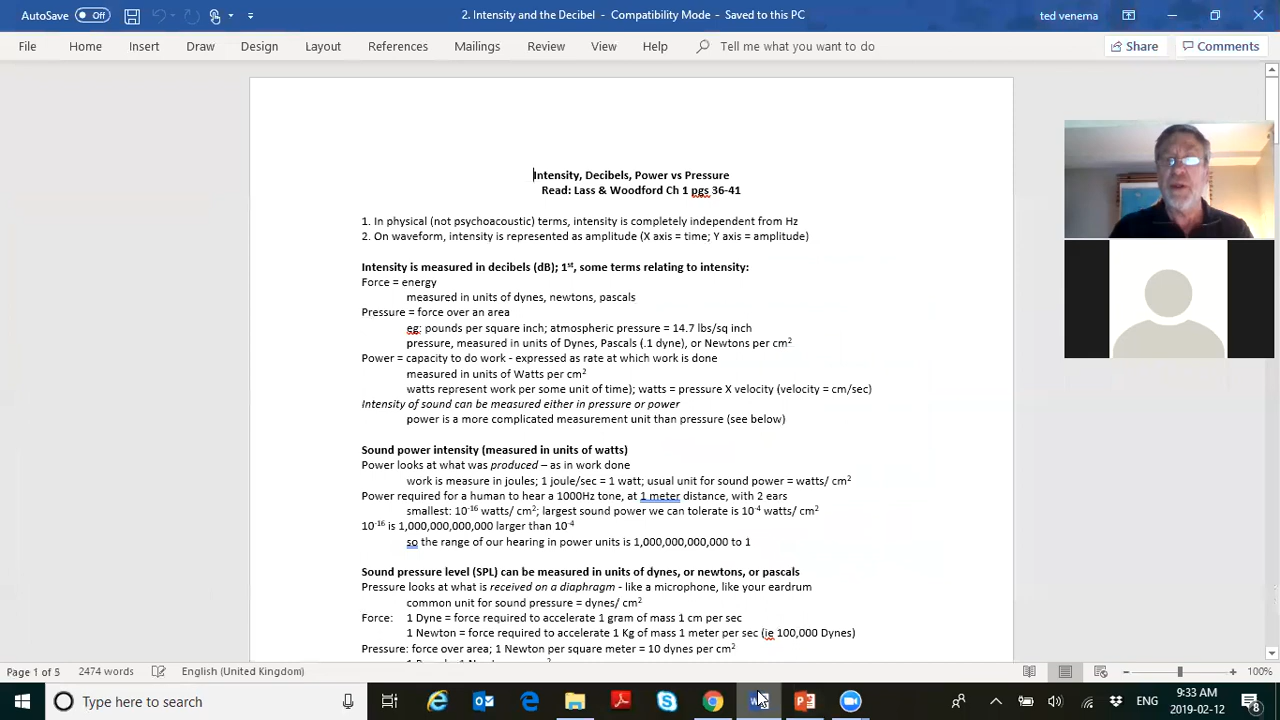 AutoSave Off 2. Intensity and the Decibel - Compatibility Mode - Saved to this PC ted venema
File Home Insert Draw Design Layout References Mailings Review View Help Tell me what you want to do Share Comments
Intensity, Decibels, Power vs Pressure
Read: Lass & Woodford Ch 1 pgs 36-41
1. In physical (not psychoacoustic) terms, intensity is completely independent from Hz
2. On waveform, intensity is represented as amplitude (X axis = time; Y axis = amplitude)
Intensity is measured in decibels (dB); 1st, some terms relating to intensity:
Force = energy
measured in units of dynes, newtons, pascals
Pressure = force over an area
eg: pounds per square inch; atmospheric pressure = 14.7 lbs/sq inch
pressure, measured in units of Dynes, Pascals (.1 dyne), or Newtons per cm2
Power = capacity to do work - expressed as rate at which work is done
measured in units of Watts per cm2
watts represent work per some unit of time); watts = pressure X velocity (velocity = cm/sec)
Intensity of sound can be measured either in pressure or power
power is a more complicated measurement unit than pressure (see below)
Sound power intensity (measured in units of watts)
Power looks at what was produced – as in work done
work is measure in joules; 1 joule/sec = 1 watt; usual unit for sound power = watts/ cm2
Power required for a human to hear a 1000Hz tone, at 1 meter distance, with 2 ears
smallest: 10-16 watts/ cm2; largest sound power we can tolerate is 10-4 watts/ cm2
10-16 is 1,000,000,000,000 larger than 10-4
so the range of our hearing in power units is 1,000,000,000,000 to 1
Sound pressure level (SPL) can be measured in units of dynes, or newtons, or pascals
Pressure looks at what is received on a diaphragm - like a microphone, like your eardrum
common unit for sound pressure = dynes/ cm2
Force: 1 Dyne = force required to accelerate 1 gram of mass 1 cm per sec
1 Newton = force required to accelerate 1 Kg of mass 1 meter per sec (ie 100,000 Dynes)
Pressure: force over area; 1 Newton per square meter = 10 dynes per cm2
Page 1 of 5 2474 words English (United Kingdom) 100%
Type here to search ENG 9:33 AM
2019-02-12 8